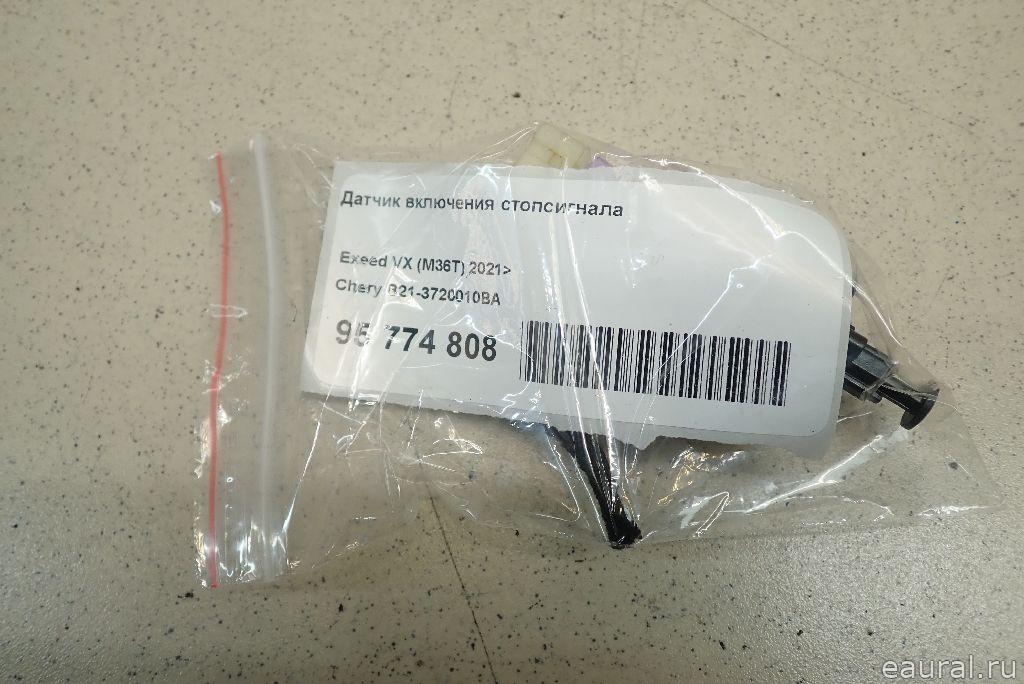 Датчик включения стопсигнала
Exeed VX (M36T) 2021>
Chery B21-3720010BA
95 774 808
eaural.ru